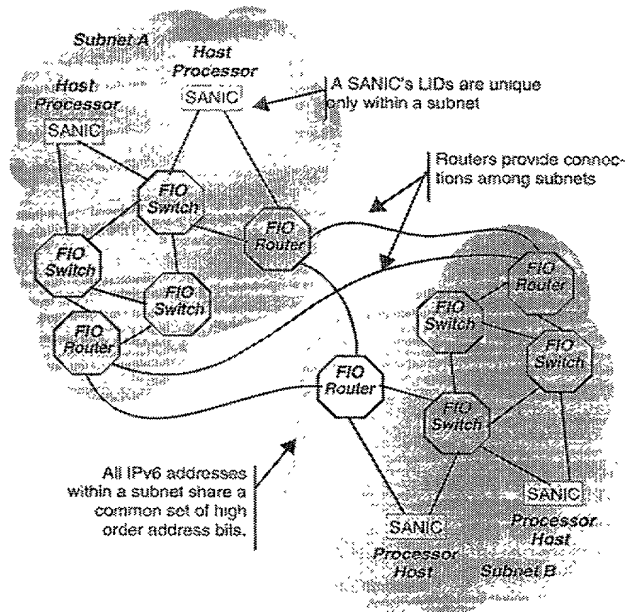 Subnet A
Host
Processor
SANIC
Host
Processor
SANIC
A SANIC's LIDs are unique
only within a subnet
Routers provide connec-
tions among subnets
FIO
Switch
FIO
Router
FIO
Switch
FIO
Switch
FIO
Router
FIO
Router
FIO
Switch
FIO
Switch
FIO
Router
FIO
Switch
All IPv6 addresses
within a subnet share a
common set of high
order address bits.
SANIC
Processor
Host
SANIC
Processor
Host
Subnet B